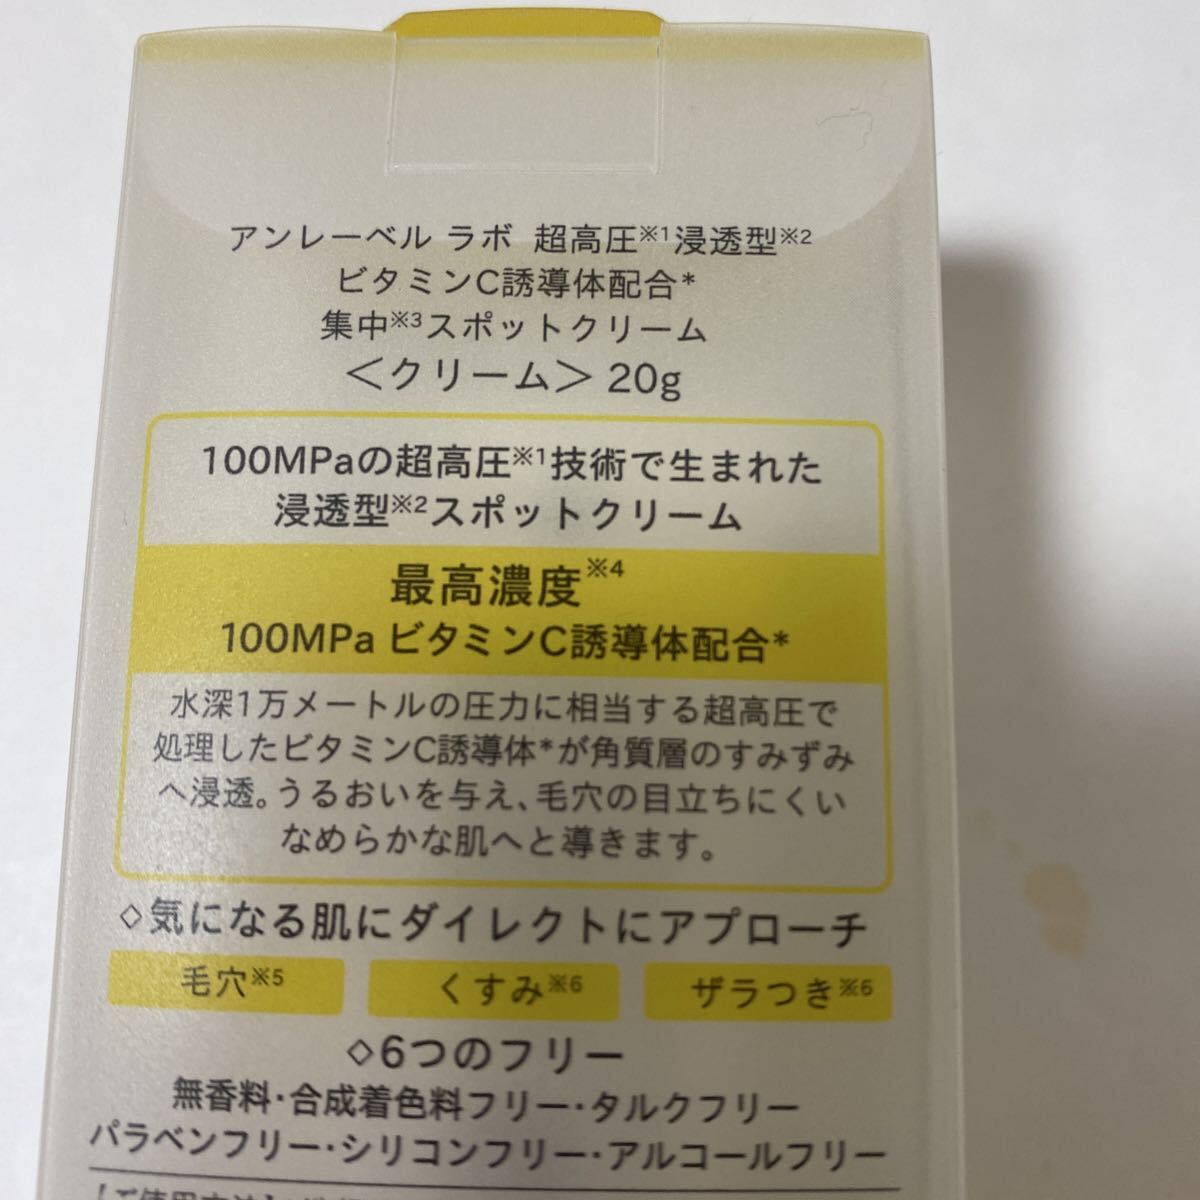 アンレーベル ラボ 超高圧※1浸透型※2
ビタミンC誘導体配合*
集中※3スポットクリーム
＜クリーム＞ 20g
100MPaの超高圧※1技術で生まれた
浸透型※2スポットクリーム
最高濃度※4
100MPa ビタミンC誘導体配合*
水深1万メートルの圧力に相当する超高圧で
処理したビタミンC誘導体*が角質層のすみずみ
へ浸透。うるおいを与え、毛穴の目立ちにくい
なめらかな肌へと導きます。
◇気になる肌にダイレクトにアプローチ
毛穴※5 くすみ※6 ザラつき※6
◇6つのフリー
無香料・合成着色料フリー・タルクフリー
パラベンフリー・シリコンフリー・アルコールフリー